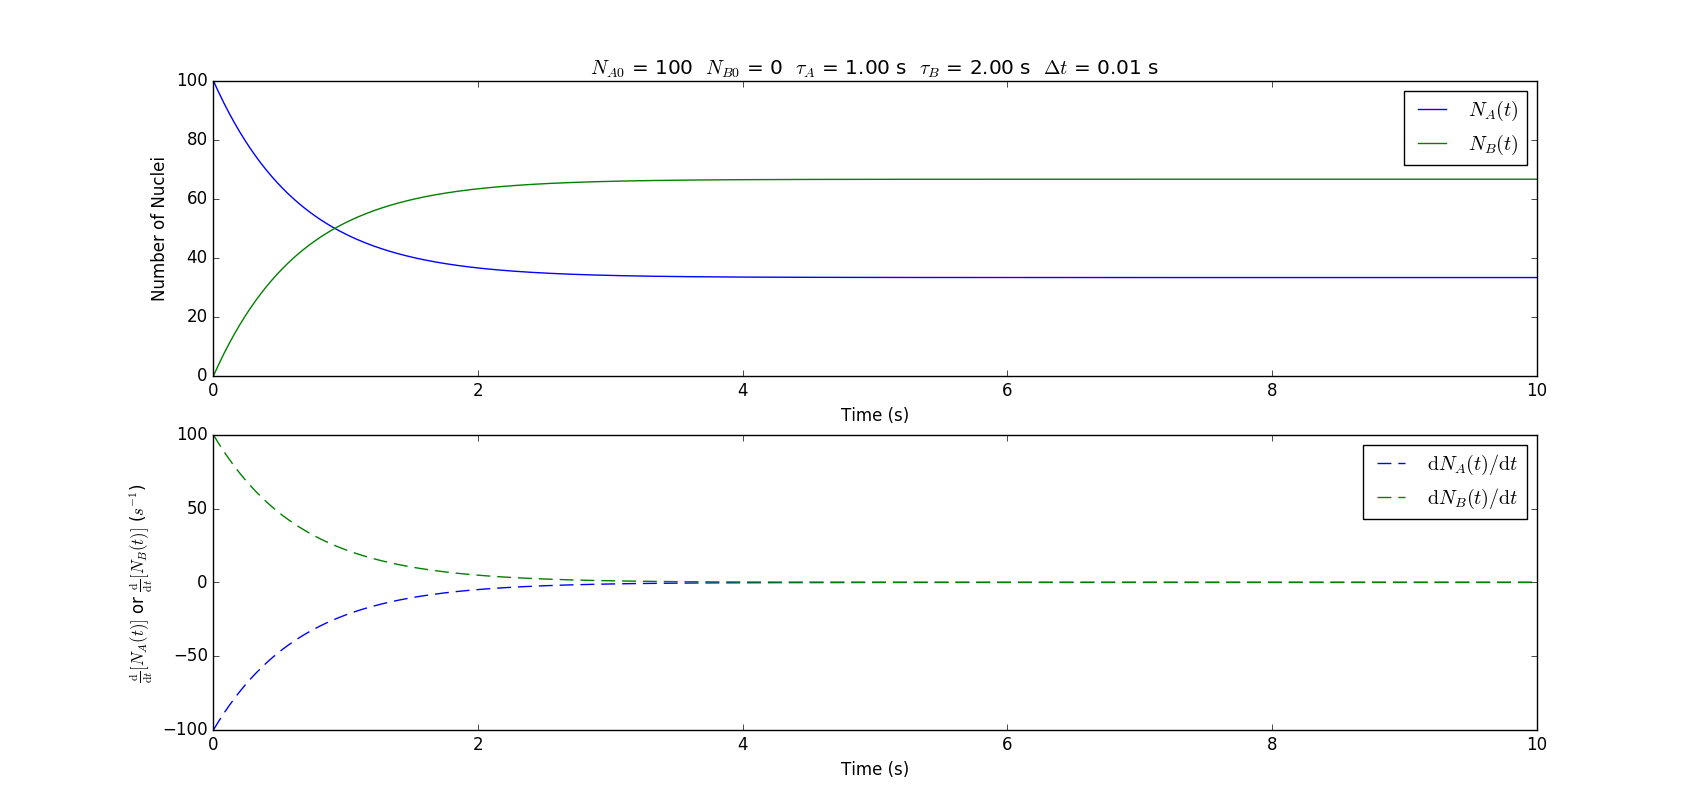 N_A0 = 100 N_B0 = 0 τ_A = 1.00 s τ_B = 2.00 s Δt = 0.01 s
100
80
60
40
20
0
Number of Nuclei
N_A(t)
N_B(t)
0 2 4 6 8 10
Time (s)
100
50
0
−50
−100
d/dt[N_A(t)] or d/dt[N_B(t)] (s⁻¹)
dN_A(t)/dt
dN_B(t)/dt
0 2 4 6 8 10
Time (s)